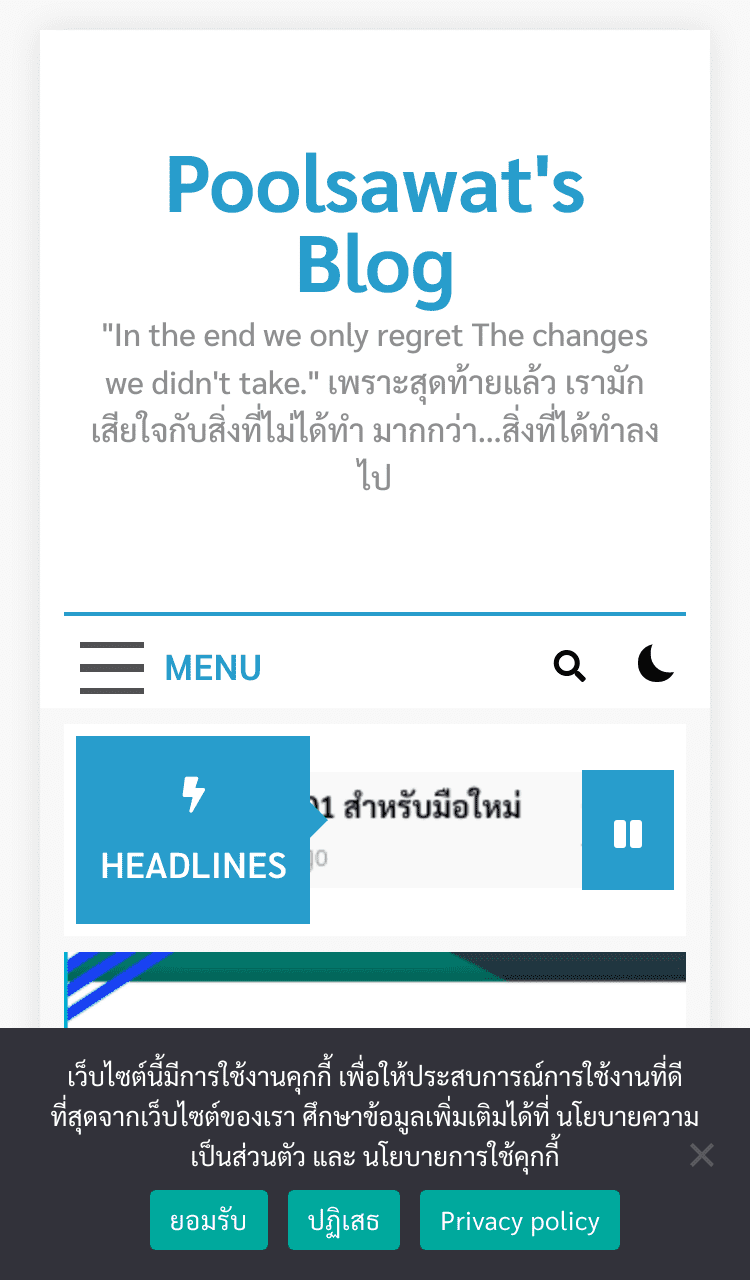 Poolsawat's
Blog
"In the end we only regret The changes
we didn't take." เพราะสุดท้ายแล้ว เรามัก
เสียใจกับสิ่งที่ไม่ได้ทำ มากกว่า...สิ่งที่ได้ทำลง
ไป
MENU
HEADLINES
สำหรับมือใหม่
เว็บไซต์นี้มีการใช้งานคุกกี้ เพื่อให้ประสบการณ์การใช้งานที่ดี
ที่สุดจากเว็บไซต์ของเรา ศึกษาข้อมูลเพิ่มเติมได้ที่ นโยบายความ
เป็นส่วนตัว และ นโยบายการใช้คุกกี้
ยอมรับ ปฏิเสธ Privacy policy